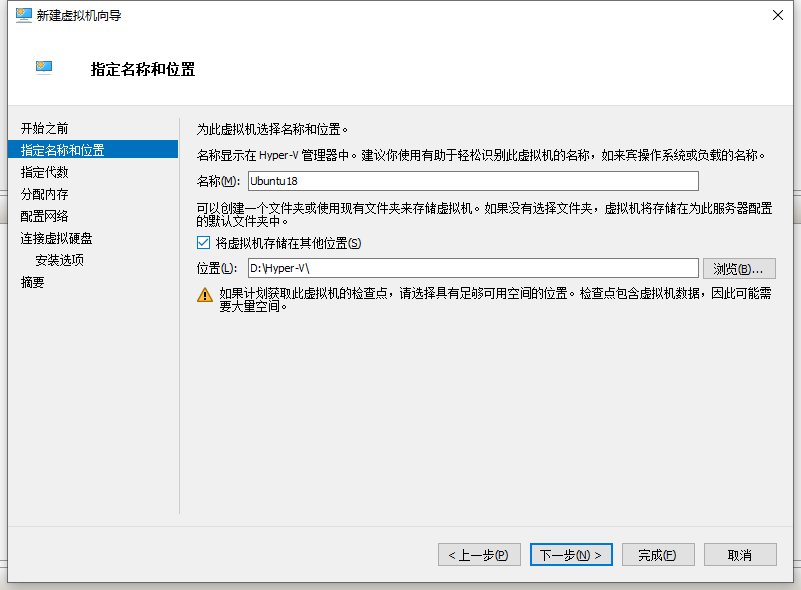 新建虚拟机向导
指定名称和位置
开始之前
指定名称和位置
指定代数
分配内存
配置网络
连接虚拟硬盘
安装选项
摘要
为此虚拟机选择名称和位置。
名称显示在 Hyper-V 管理器中。建议你使用有助于轻松识别此虚拟机的名称，如来宾操作系统或负载的名称。
名称(M): Ubuntu18
可以创建一个文件夹或使用现有文件夹来存储虚拟机。如果没有选择文件夹，虚拟机将存储在为此服务器配置
的默认文件夹中。
将虚拟机存储在其他位置(S)
位置(L): D:\Hyper-V\ 浏览(B)...
如果计划获取此虚拟机的检查点，请选择具有足够可用空间的位置。检查点包含虚拟机数据，因此可能需
要大量空间。
< 上一步(P) 下一步(N) > 完成(F) 取消